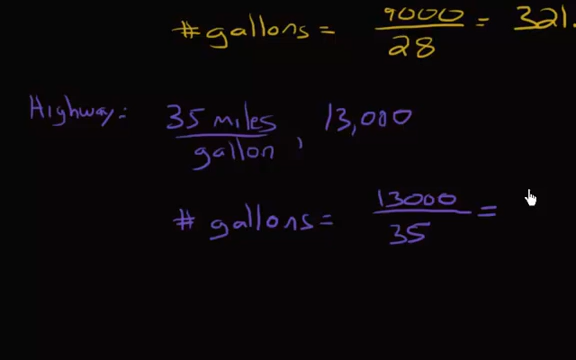 # gallons = 9000/28 = 321.
Highway: 35 miles/gallon, 13,000
# gallons = 13000/35 =